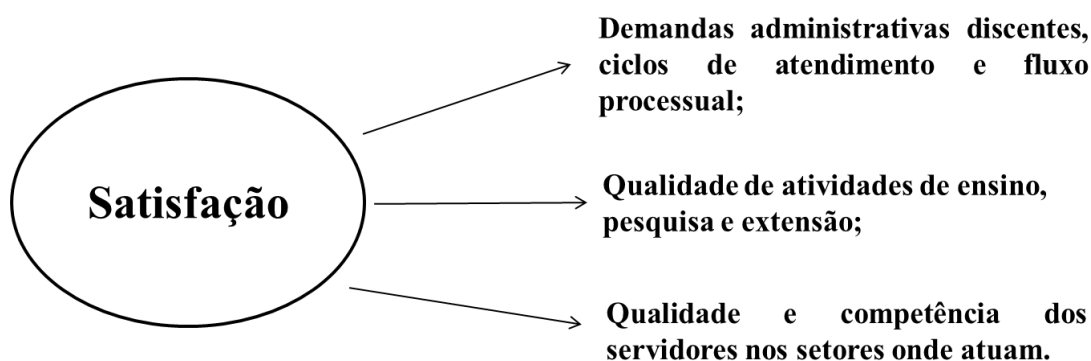 Satisfação
Demandas administrativas discentes,
ciclos de atendimento e fluxo
processual;
Qualidade de atividades de ensino,
pesquisa e extensão;
Qualidade e competência dos
servidores nos setores onde atuam.